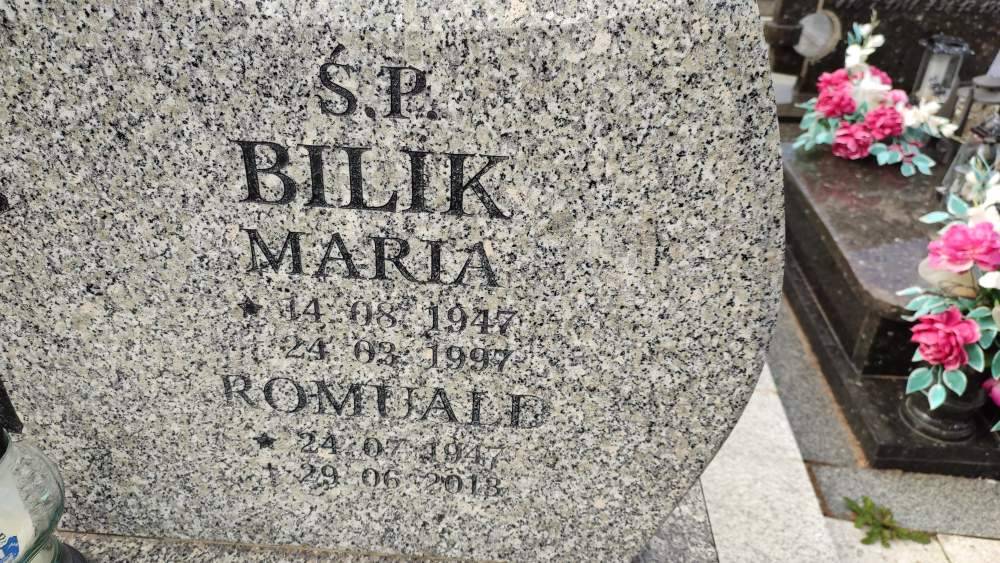 Ś.P.
BILIK
MARIA
★ 14 08 1947
24 03 1997
ROMUALD
★ 24 07 1947
† 29 06 2013